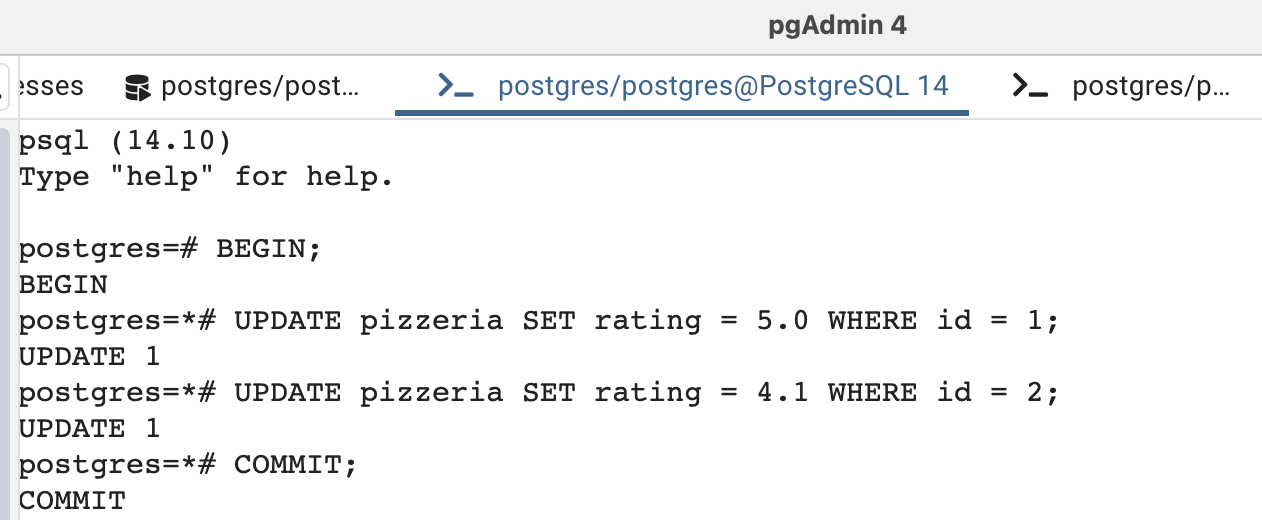 pgAdmin 4
esses postgres/post... >_ postgres/postgres@PostgreSQL 14 >_ postgres/p...
psql (14.10)
Type "help" for help.
postgres=# BEGIN;
BEGIN
postgres=*# UPDATE pizzeria SET rating = 5.0 WHERE id = 1;
UPDATE 1
postgres=*# UPDATE pizzeria SET rating = 4.1 WHERE id = 2;
UPDATE 1
postgres=*# COMMIT;
COMMIT